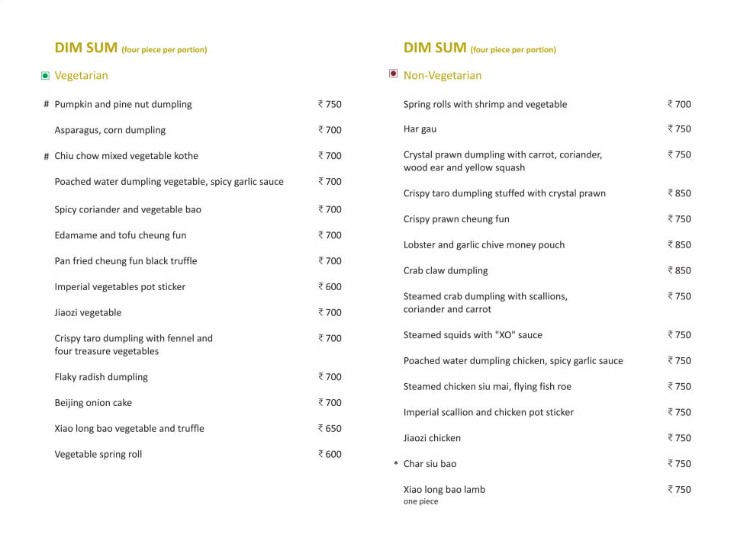 DIM SUM (four piece per portion)
Vegetarian
# Pumpkin and pine nut dumpling ₹ 750
Asparagus, corn dumpling ₹ 700
# Chiu chow mixed vegetable kothe ₹ 700
Poached water dumpling vegetable, spicy garlic sauce ₹ 700
Spicy coriander and vegetable bao ₹ 700
Edamame and tofu cheung fun ₹ 700
Pan fried cheung fun black truffle ₹ 700
Imperial vegetables pot sticker ₹ 600
Jiaozi vegetable ₹ 700
Crispy taro dumpling with fennel and ₹ 700
four treasure vegetables
Flaky radish dumpling ₹ 700
Beijing onion cake ₹ 700
Xiao long bao vegetable and truffle ₹ 650
Vegetable spring roll ₹ 600
DIM SUM (four piece per portion)
Non-Vegetarian
Spring rolls with shrimp and vegetable ₹ 700
Har gau ₹ 750
Crystal prawn dumpling with carrot, coriander, ₹ 750
wood ear and yellow squash
Crispy taro dumpling stuffed with crystal prawn ₹ 850
Crispy prawn cheung fun ₹ 750
Lobster and garlic chive money pouch ₹ 850
Crab claw dumpling ₹ 850
Steamed crab dumpling with scallions, ₹ 750
coriander and carrot
Steamed squids with "XO" sauce ₹ 750
Poached water dumpling chicken, spicy garlic sauce ₹ 750
Steamed chicken siu mai, flying fish roe ₹ 750
Imperial scallion and chicken pot sticker ₹ 750
Jiaozi chicken ₹ 750
* Char siu bao ₹ 750
Xiao long bao lamb ₹ 750
one piece